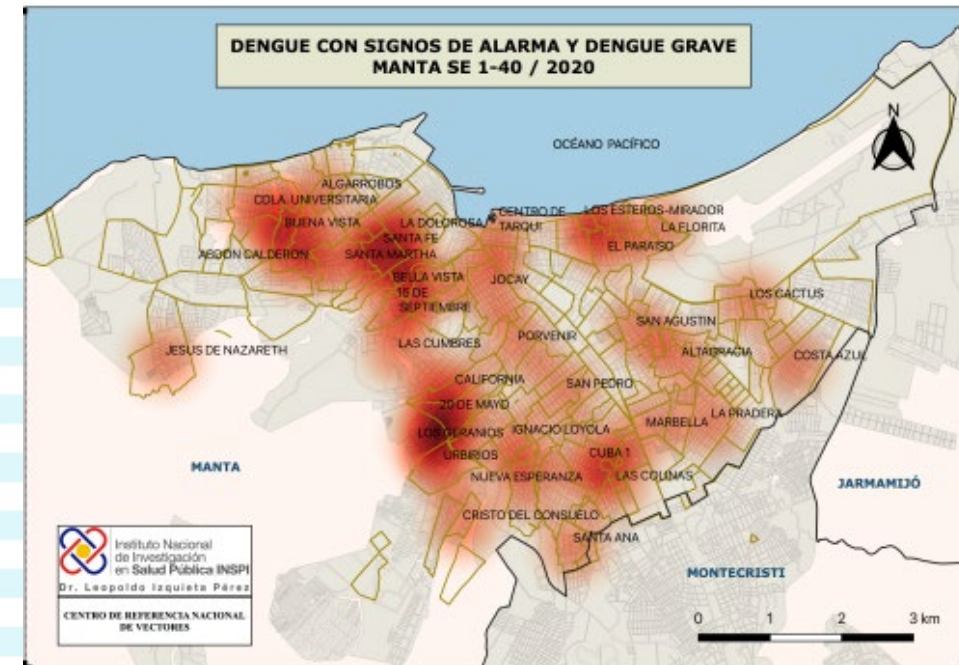 DENGUE CON SIGNOS DE ALARMA Y DENGUE GRAVE
MANTA SE 1-40 / 2020
N
OCÉANO PACÍFICO
ALGARROBOS
CDLA. UNIVERSITARIA
BUENA VISTA
LA DOLOROSA
CENTRO DE
TARQUI
LOS ESTEROS-MIRADOR
LA FLORITA
SANTA FE
EL PARAISO
ABDON CALDERON
SANTA MARTHA
BELLA VISTA
JOCAY
15 DE
SEPTIEMBRE
LOS CACTUS
SAN AGUSTIN
PORVENIR
LAS CUMBRES
JESUS DE NAZARETH
ALTAGRACIA
COSTA AZUL
CALIFORNIA
SAN PEDRO
20 DE MAYO
LA PRADERA
MARBELLA
LOS GERANIOS
IGNACIO LOYOLA
URBIRIOS
CUBA 1
MANTA
NUEVA ESPERANZA
LAS COLINAS
JARMAMIJÓ
CRISTO DEL CONSUELO
SANTA ANA
MONTECRISTI
Instituto Nacional
de Investigación
en Salud Pública INSPI
Dr. Leopoldo Izquieta Pérez
CENTRO DE REFERENCIA NACIONAL
DE VECTORES
0 1 2 3 km